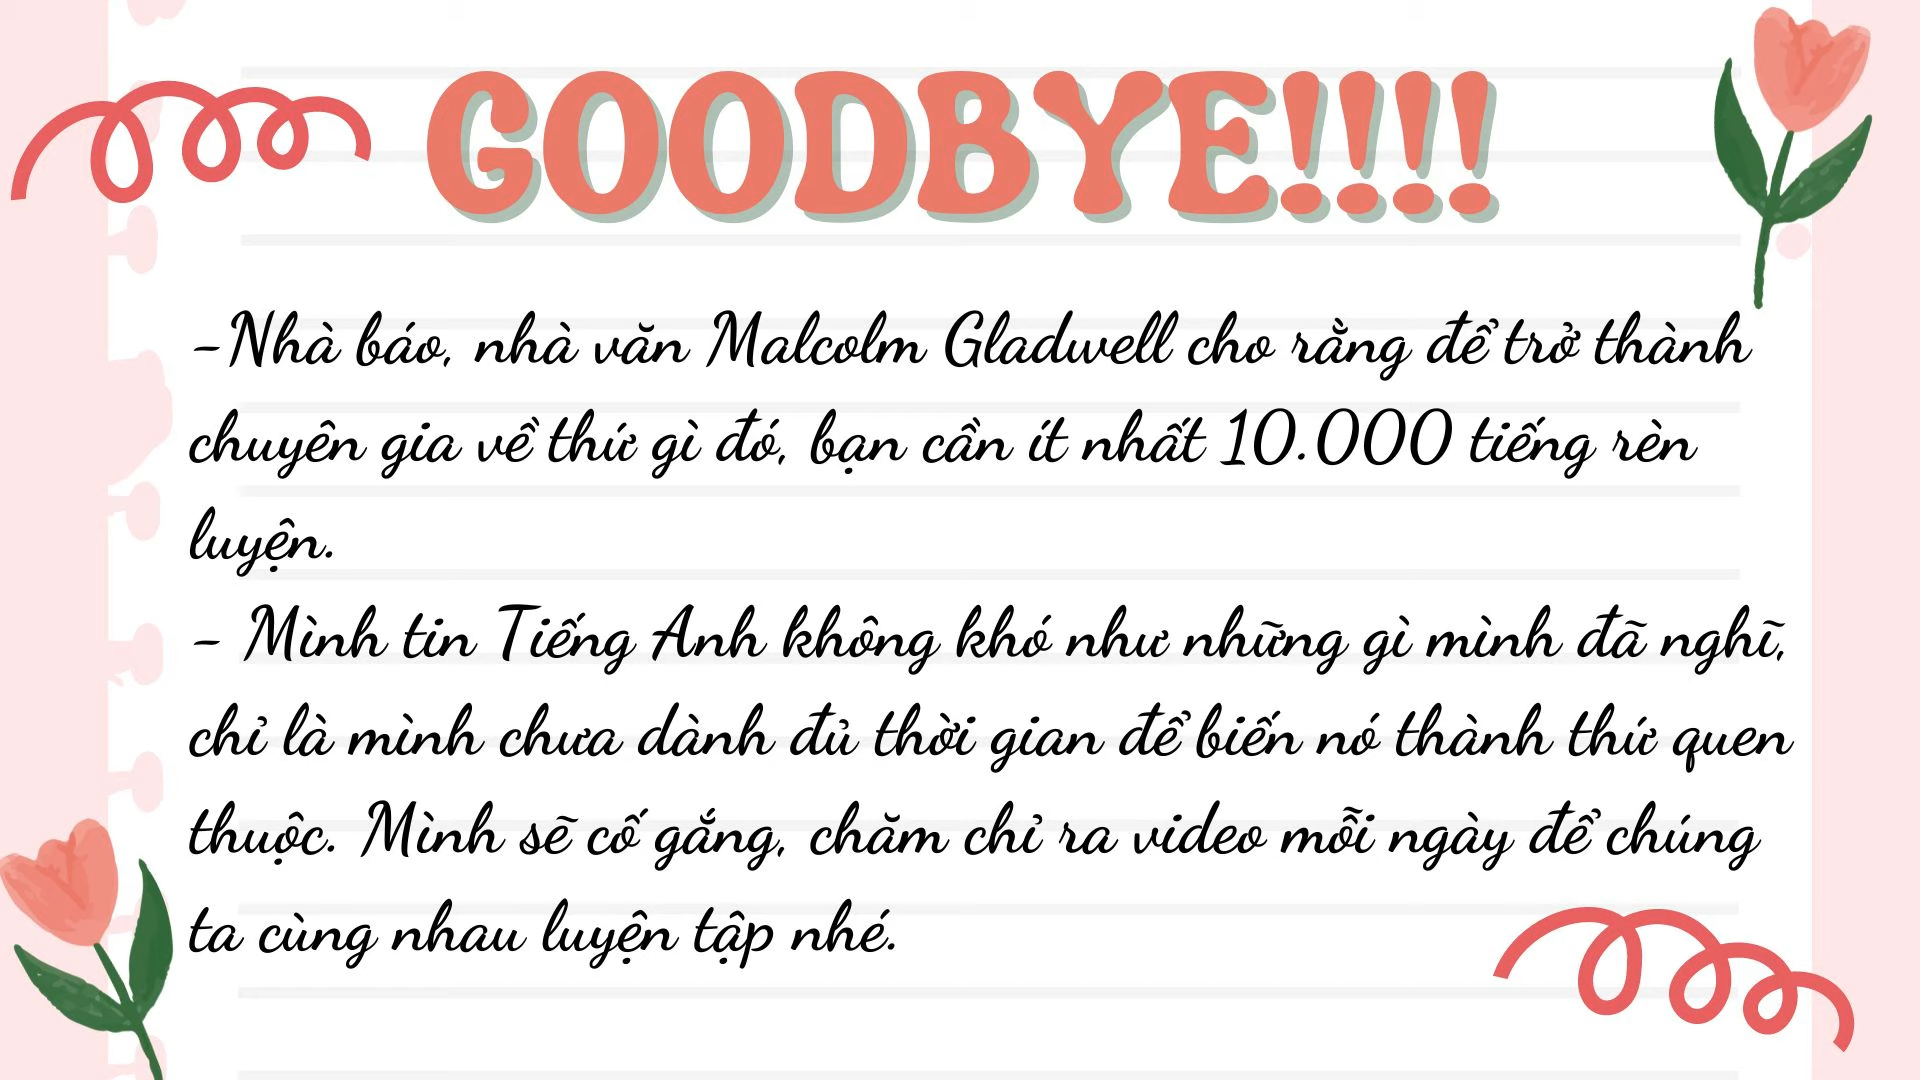 GOODBYE!!!!
-Nhà báo, nhà văn Malcolm Gladwell cho rằng để trở thành
chuyên gia về thứ gì đó, bạn cần ít nhất 10.000 tiếng rèn
luyện.
- Mình tin Tiếng Anh không khó như những gì mình đã nghĩ,
chỉ là mình chưa dành đủ thời gian để biến nó thành thứ quen
thuộc. Mình sẽ cố gắng, chăm chỉ ra video mỗi ngày để chúng
ta cùng nhau luyện tập nhé.